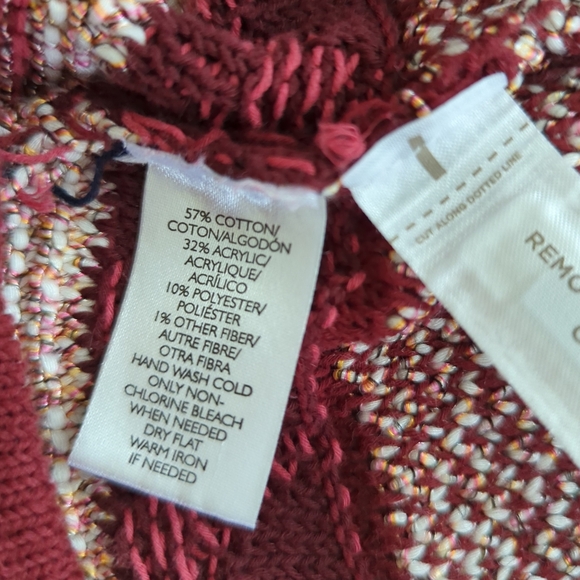 57% COTTON/
COTON/ALGODÓN
32% ACRYLIC/
ACRYLIQUE/
ACRÍLICO
10% POLYESTER/
POLIÉSTER
1% OTHER FIBER/
AUTRE FIBRE/
OTRA FIBRA
HAND WASH COLD
ONLY NON-
CHLORINE BLEACH
WHEN NEEDED
DRY FLAT
WARM IRON
IF NEEDED
CUT ALONG DOTTED LINE